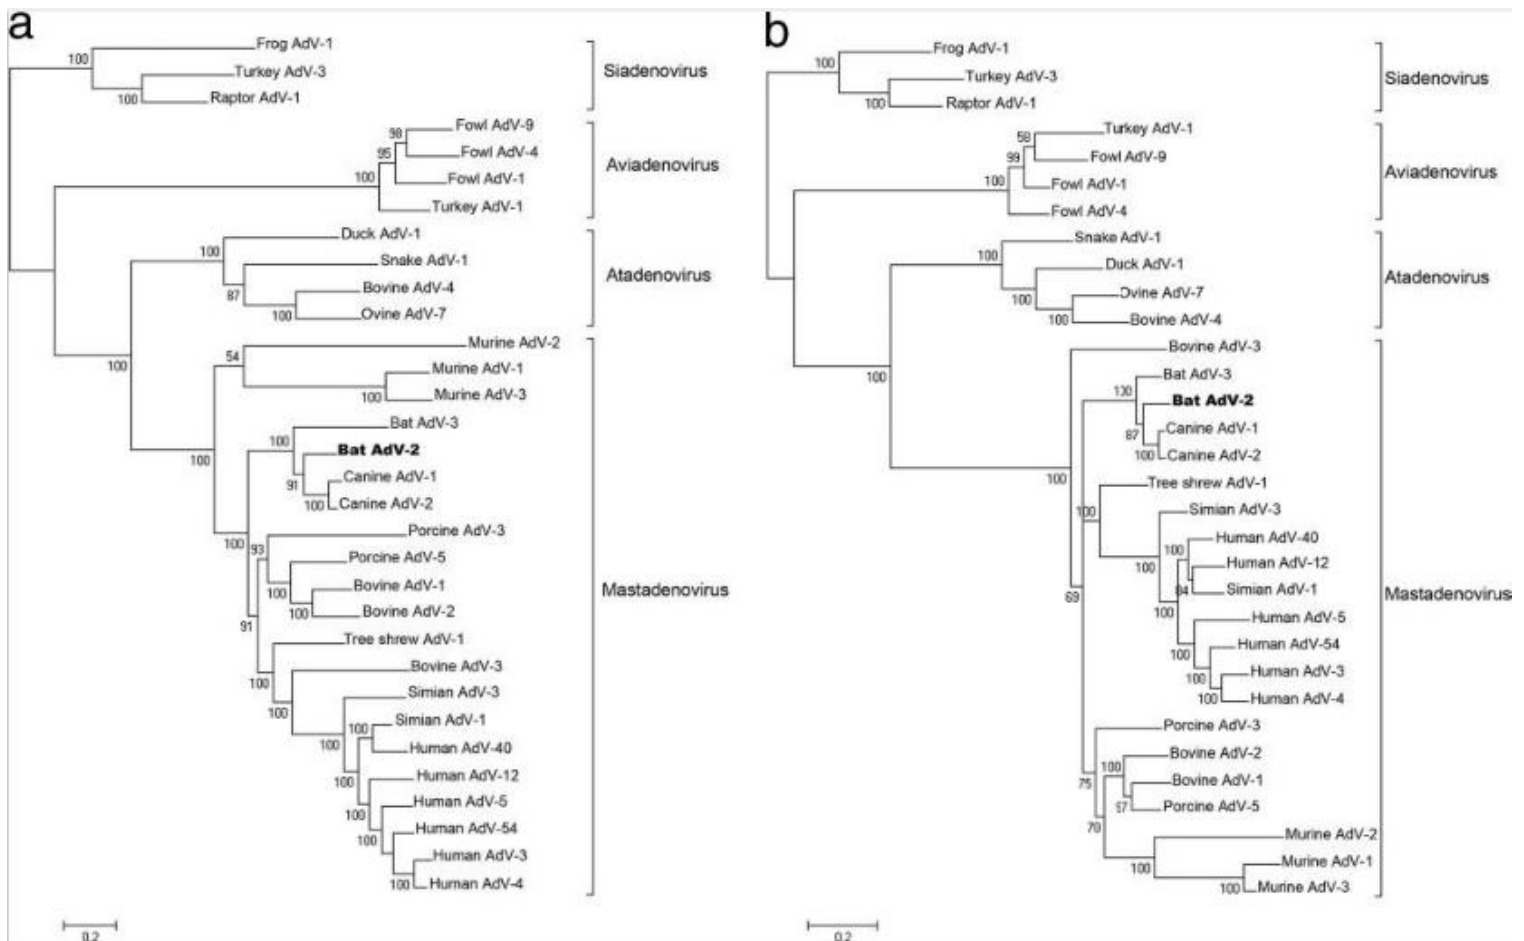 a
Frog AdV-1
100
Turkey AdV-3
100
Raptor AdV-1
Siadenovirus
Fowl AdV-9
98
Fowl AdV-4
95
Fowl AdV-1
100
Turkey AdV-1
Aviadenovirus
Duck AdV-1
100
Snake AdV-1
87
Bovine AdV-4
100
Ovine AdV-7
Atadenovirus
100
Murine AdV-2
54
Murine AdV-1
100
Murine AdV-3
100
Bat AdV-3
100
Bat AdV-2
91
Canine AdV-1
100
Canine AdV-2
100
Porcine AdV-3
93
Porcine AdV-5
100
Bovine AdV-1
100
Bovine AdV-2
91
Tree shrew AdV-1
100
Bovine AdV-3
100
Simian AdV-3
100
Simian AdV-1
100
Human AdV-40
100
Human AdV-12
100
Human AdV-5
100
Human AdV-54
Human AdV-3
100
Human AdV-4
Mastadenovirus
0.2
b
Frog AdV-1
100
Turkey AdV-3
100
Raptor AdV-1
Siadenovirus
Turkey AdV-1
58
Fowl AdV-9
99
Fowl AdV-1
100
Fowl AdV-4
Aviadenovirus
Snake AdV-1
100
Duck AdV-1
100
Ovine AdV-7
100
Bovine AdV-4
Atadenovirus
100
Bovine AdV-3
100
Bat AdV-3
100
Bat AdV-2
87
Canine AdV-1
100
Canine AdV-2
Tree shrew AdV-1
100
Simian AdV-3
100
Human AdV-40
100
Human AdV-12
84
Simian AdV-1
100
Human AdV-5
100
Human AdV-54
100
Human AdV-3
100
Human AdV-4
69
Porcine AdV-3
75
Bovine AdV-2
100
Bovine AdV-1
97
Porcine AdV-5
70
Murine AdV-2
100
Murine AdV-1
100
Murine AdV-3
Mastadenovirus
0.2